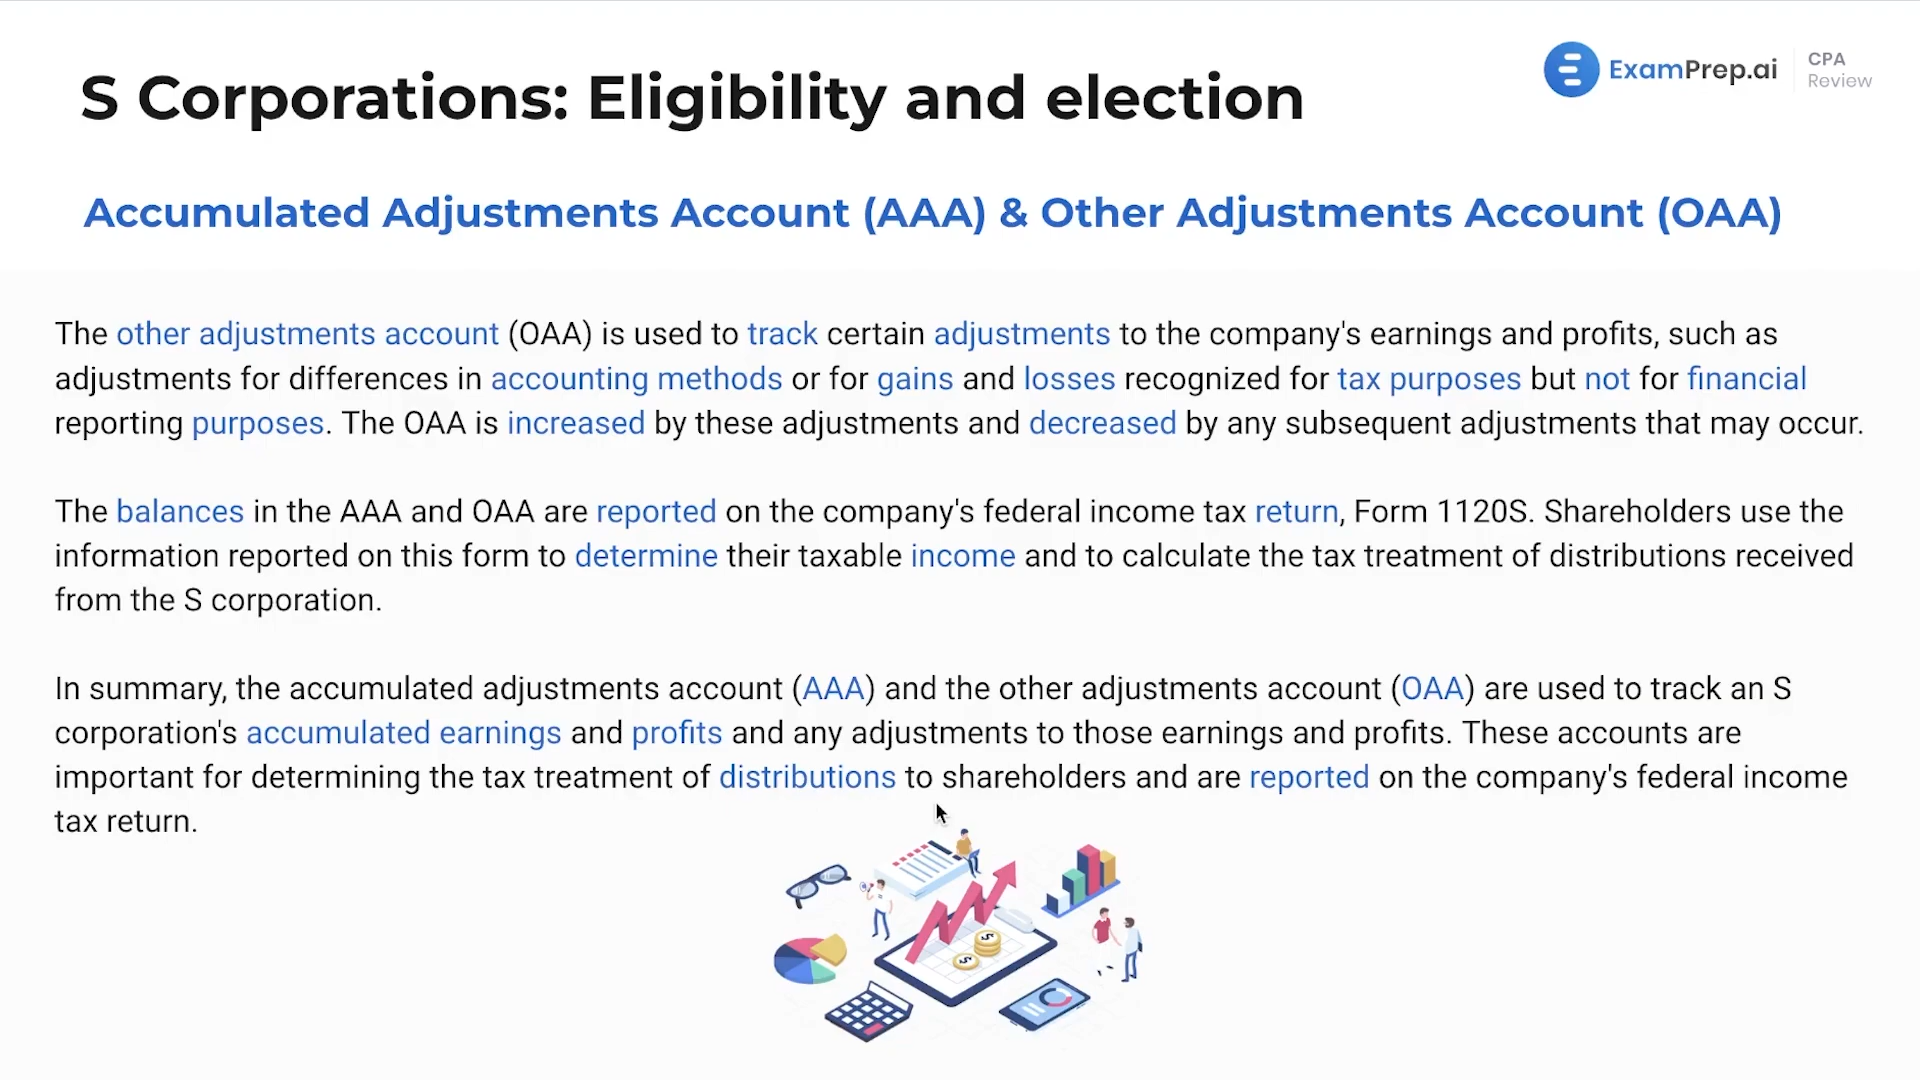 S Corporations: Eligibility and election
ExamPrep.ai
CPA
Review
Accumulated Adjustments Account (AAA) & Other Adjustments Account (OAA)
The other adjustments account (OAA) is used to track certain adjustments to the company's earnings and profits, such as
adjustments for differences in accounting methods or for gains and losses recognized for tax purposes but not for financial
reporting purposes. The OAA is increased by these adjustments and decreased by any subsequent adjustments that may occur.
The balances in the AAA and OAA are reported on the company's federal income tax return, Form 1120S. Shareholders use the
information reported on this form to determine their taxable income and to calculate the tax treatment of distributions received
from the S corporation.
In summary, the accumulated adjustments account (AAA) and the other adjustments account (OAA) are used to track an S
corporation's accumulated earnings and profits and any adjustments to those earnings and profits. These accounts are
important for determining the tax treatment of distributions to shareholders and are reported on the company's federal income
tax return.